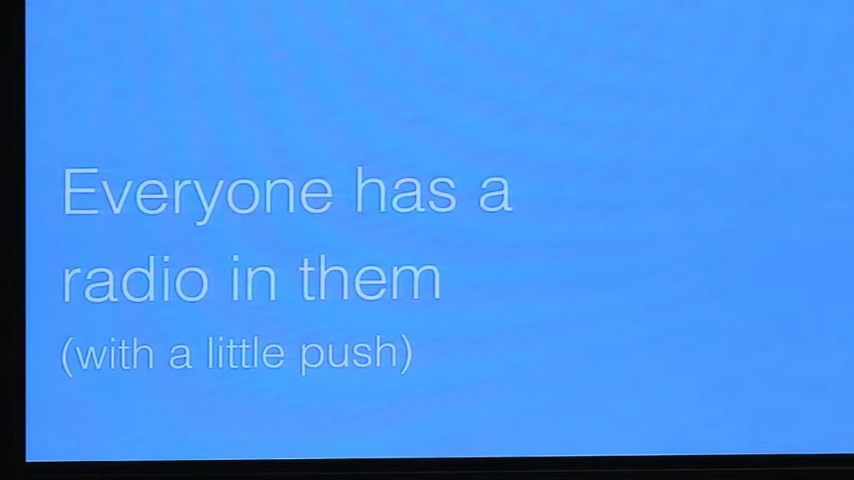 Everyone has a
radio in them
(with a little push)